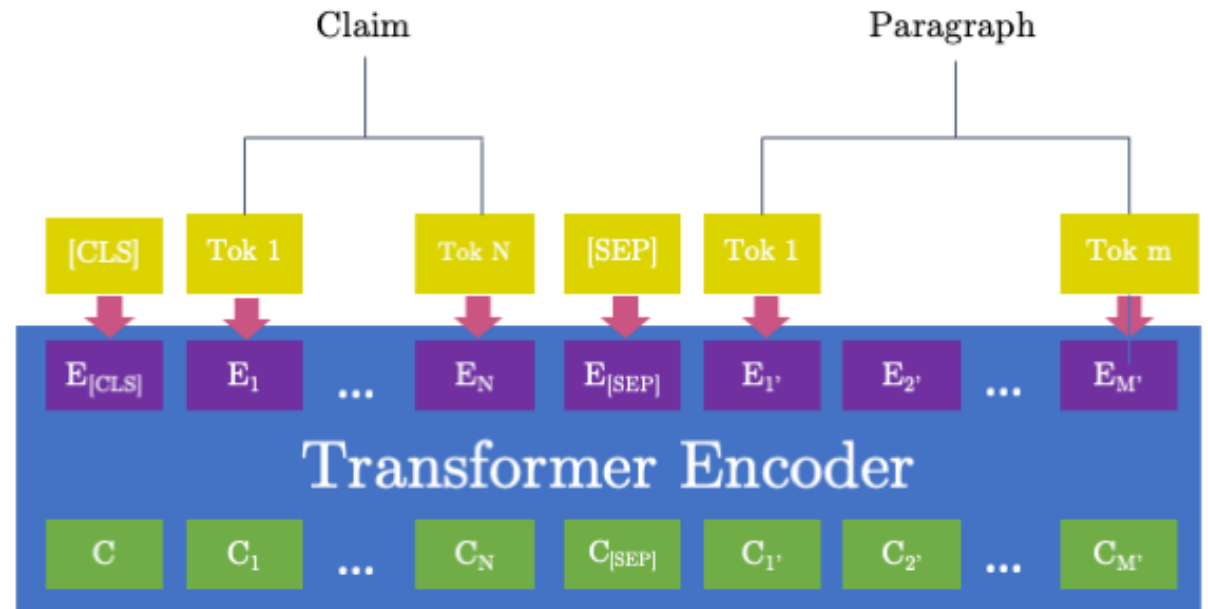 Claim Paragraph
[CLS] Tok 1 Tok N [SEP] Tok 1 Tok m
E[CLS] E1 ... EN E[SEP] E1' E2' ... EM'
Transformer Encoder
C C1 ... CN C[SEP] C1' C2' ... CM'